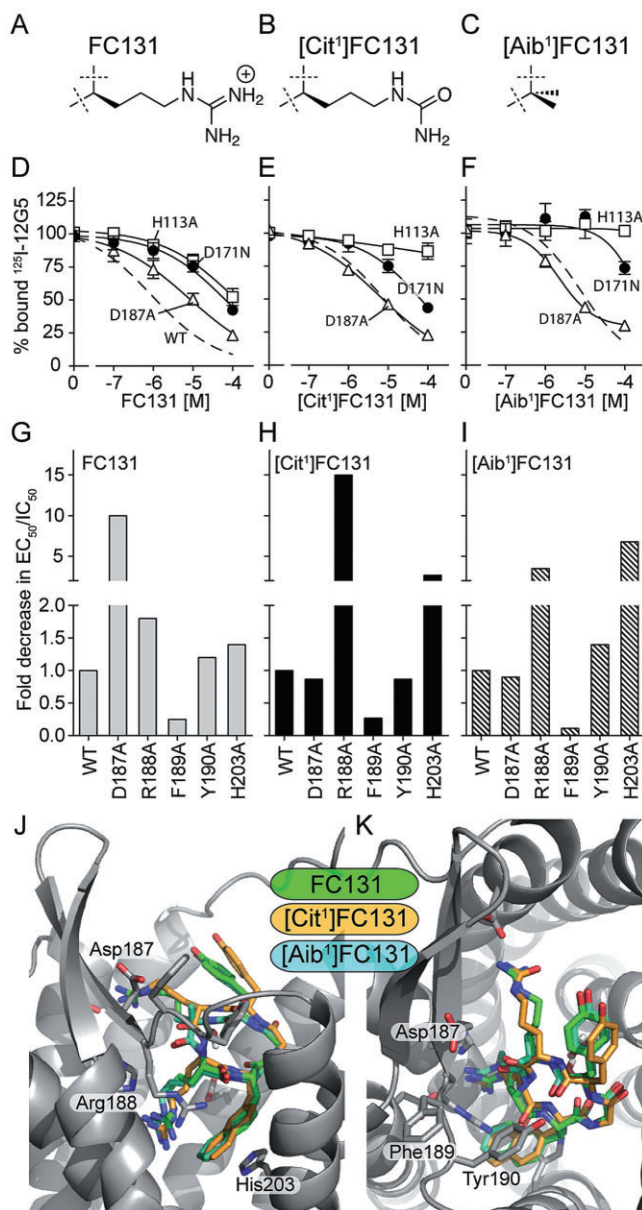 A B C
FC131 [Cit¹]FC131 [Aib¹]FC131
H N NH₂ ⊕ NH₂
H N O NH₂
D E F
% bound ¹²⁵I-12G5
125
100
75
50
25
0
H113A
D171N
D187A
WT
0 -7 -6 -5 -4
FC131 [M]
H113A
D171N
D187A
0 -7 -6 -5 -4
[Cit¹]FC131 [M]
H113A
D171N
D187A
0 -7 -6 -5 -4
[Aib¹]FC131 [M]
G H I
FC131 [Cit¹]FC131 [Aib¹]FC131
Fold decrease in EC₅₀/IC₅₀
15
10
5
2.0
1.5
1.0
0.5
0.0
WT D187A R188A F189A Y190A H203A
WT D187A R188A F189A Y190A H203A
WT D187A R188A F189A Y190A H203A
J K
FC131
[Cit¹]FC131
[Aib¹]FC131
Asp187
Arg188
His203
Asp187
Phe189
Tyr190